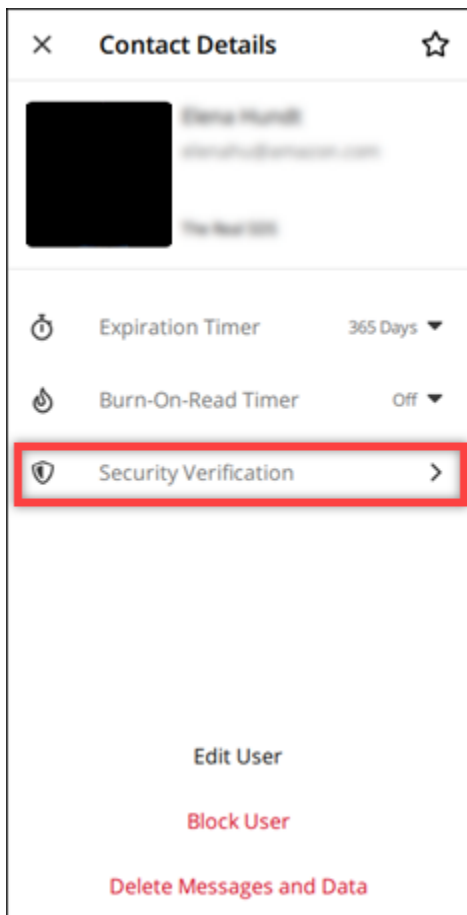 Contact Details
Expiration Timer
365 Days
Burn-On-Read Timer
Off
Security Verification
Edit User
Block User
Delete Messages and Data